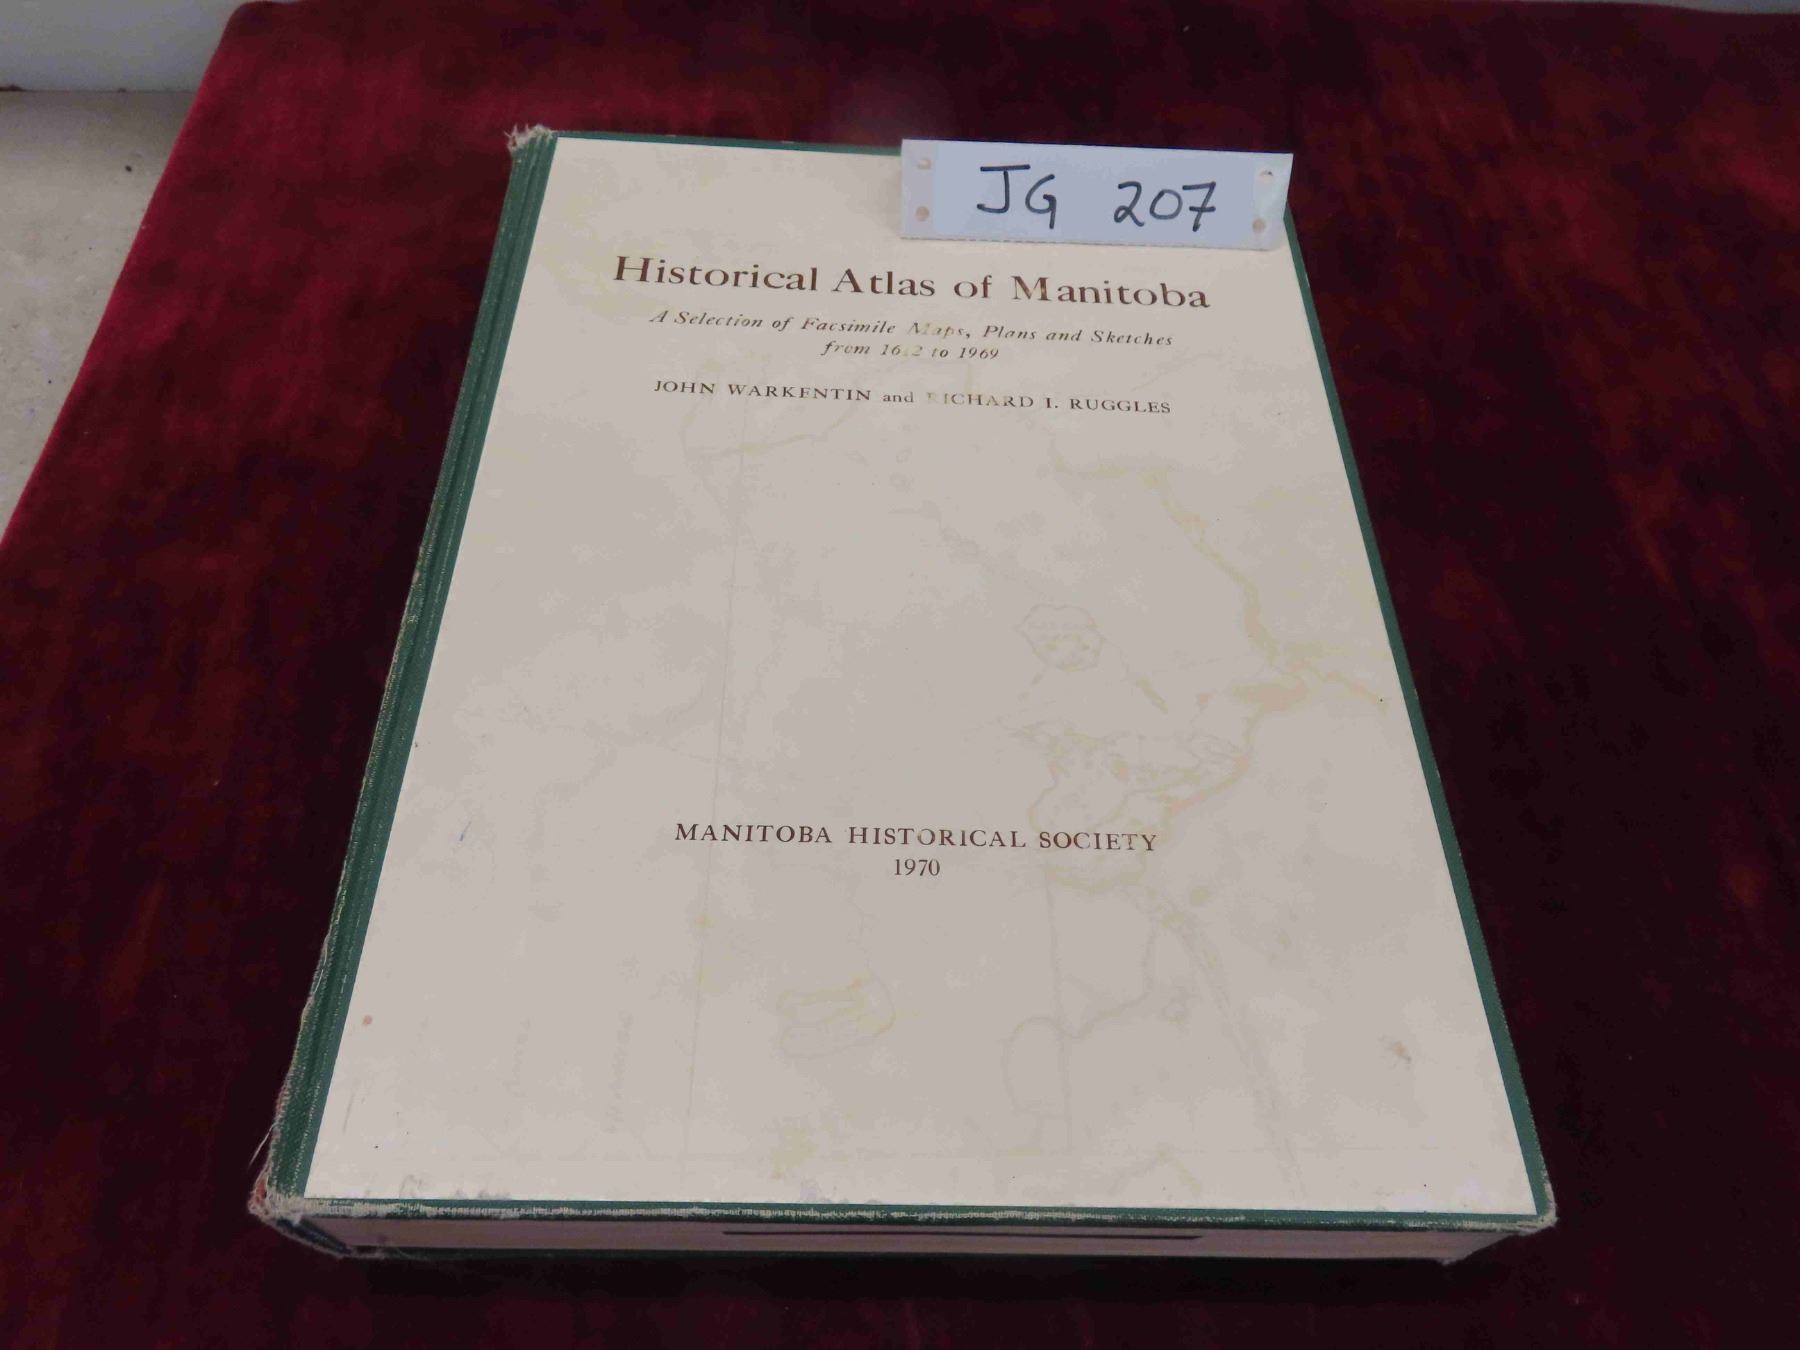 JG 207
Historical Atlas of Manitoba
A Selection of Facsimile Maps, Plans and Sketches
from 1612 to 1969
JOHN WARKENTIN and RICHARD I. RUGGLES
MANITOBA HISTORICAL SOCIETY
1970